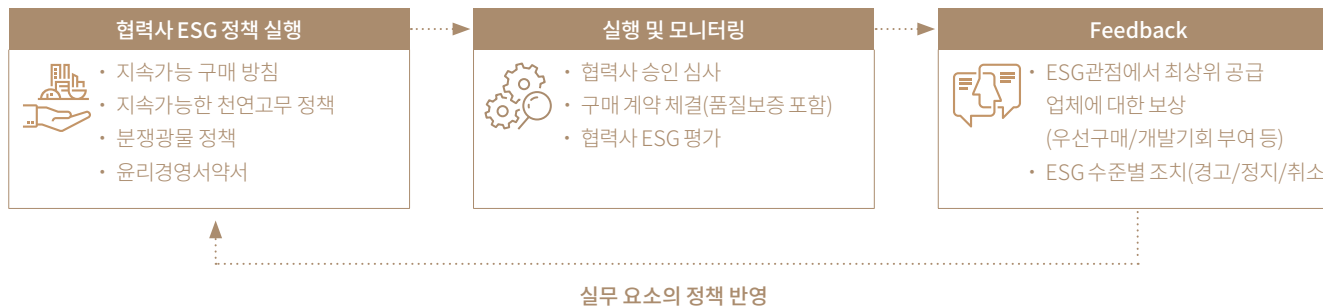 협력사 ESG 정책 실행
• 지속가능 구매 방침
• 지속가능한 천연고무 정책
• 분쟁광물 정책
• 윤리경영서약서
실행 및 모니터링
• 협력사 승인 심사
• 구매 계약 체결(품질보증 포함)
• 협력사 ESG 평가
Feedback
• ESG관점에서 최상위 공급
업체에 대한 보상
(우선구매/개발기회 부여 등)
• ESG 수준별 조치(경고/정지/취소
실무 요소의 정책 반영